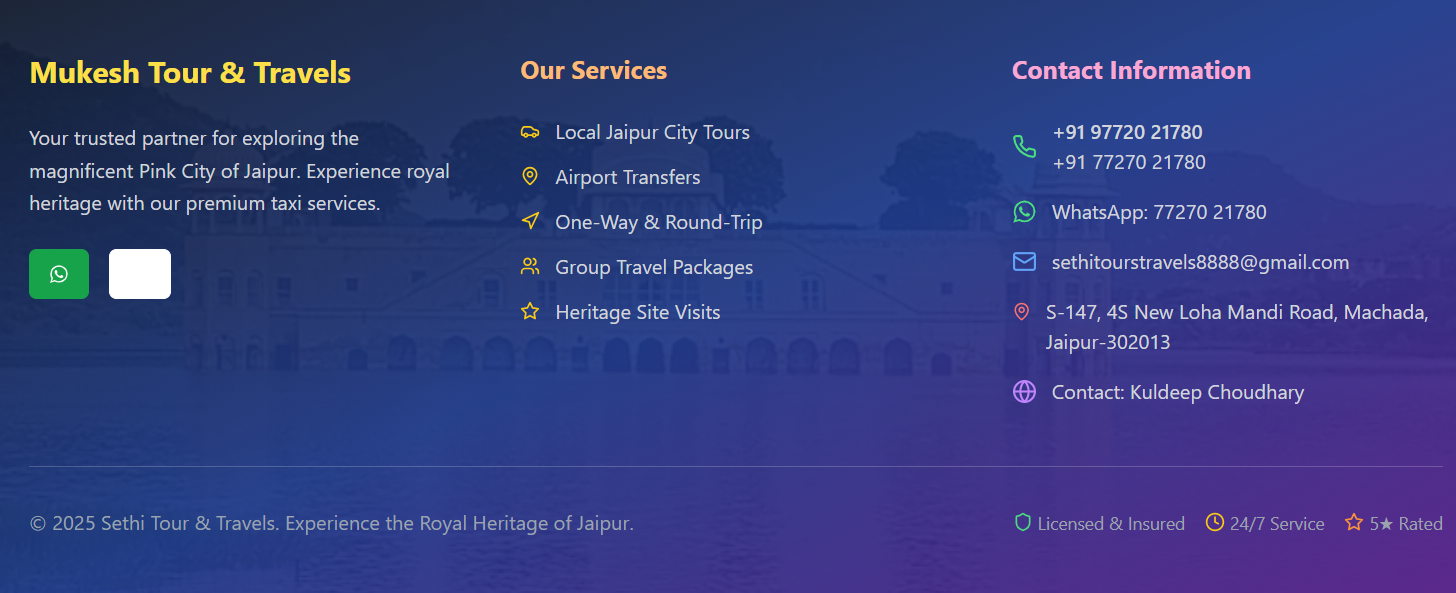 Mukesh Tour & Travels
Your trusted partner for exploring the
magnificent Pink City of Jaipur. Experience royal
heritage with our premium taxi services.
Our Services
Local Jaipur City Tours
Airport Transfers
One-Way & Round-Trip
Group Travel Packages
Heritage Site Visits
Contact Information
+91 97720 21780
+91 77270 21780
WhatsApp: 77270 21780
sethitourstravels8888@gmail.com
S-147, 4S New Loha Mandi Road, Machada,
Jaipur-302013
Contact: Kuldeep Choudhary
© 2025 Sethi Tour & Travels. Experience the Royal Heritage of Jaipur.
Licensed & Insured
24/7 Service
5★ Rated